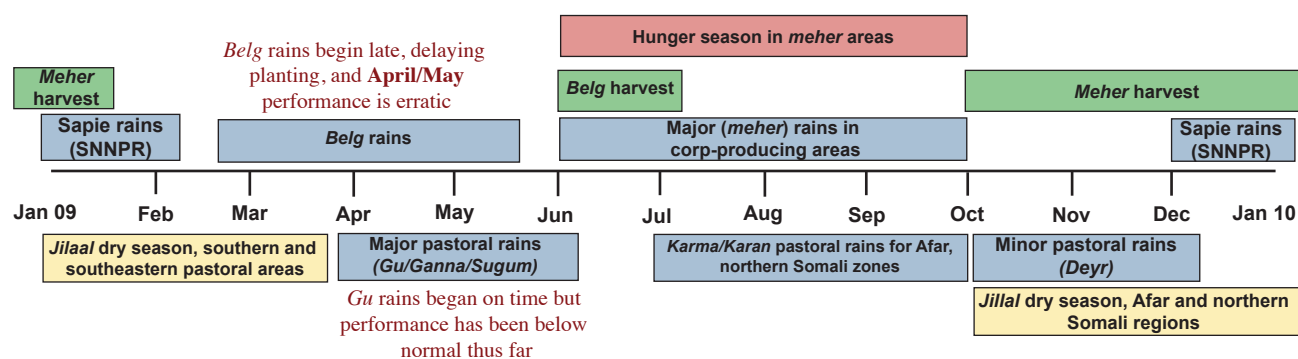 Hunger season in meher areas
Belg rains begin late, delaying
planting, and April/May
performance is erratic
Meher
harvest
Belg harvest
Meher harvest
Sapie rains
(SNNPR)
Belg rains
Major (meher) rains in
corp-producing areas
Sapie rains
(SNNPR)
Jan 09
Feb
Mar
Apr
May
Jun
Jul
Aug
Sep
Oct
Nov
Dec
Jan 10
Jilaal dry season, southern and
southeastern pastoral areas
Major pastoral rains
(Gu/Ganna/Sugum)
Karma/Karan pastoral rains for Afar,
northern Somali zones
Minor pastoral rains
(Deyr)
Gu rains began on time but
performance has been below
normal thus far
Jillal dry season, Afar and northern
Somali regions